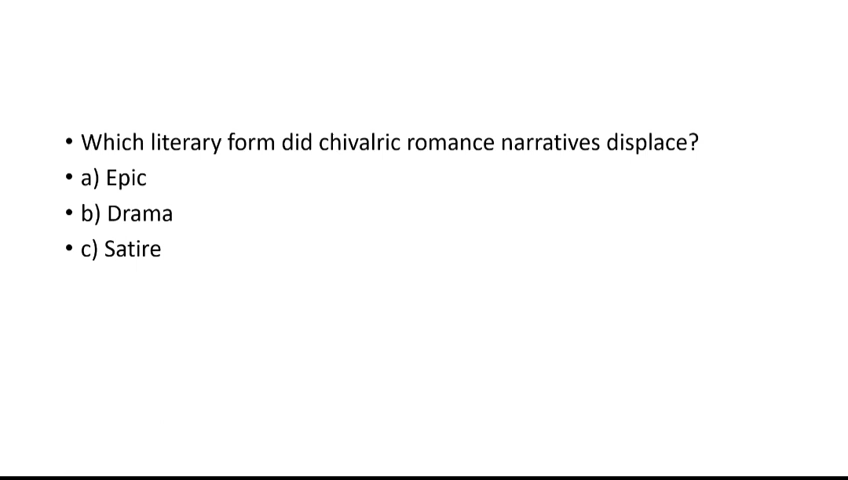 • Which literary form did chivalric romance narratives displace?
• a) Epic
• b) Drama
• c) Satire